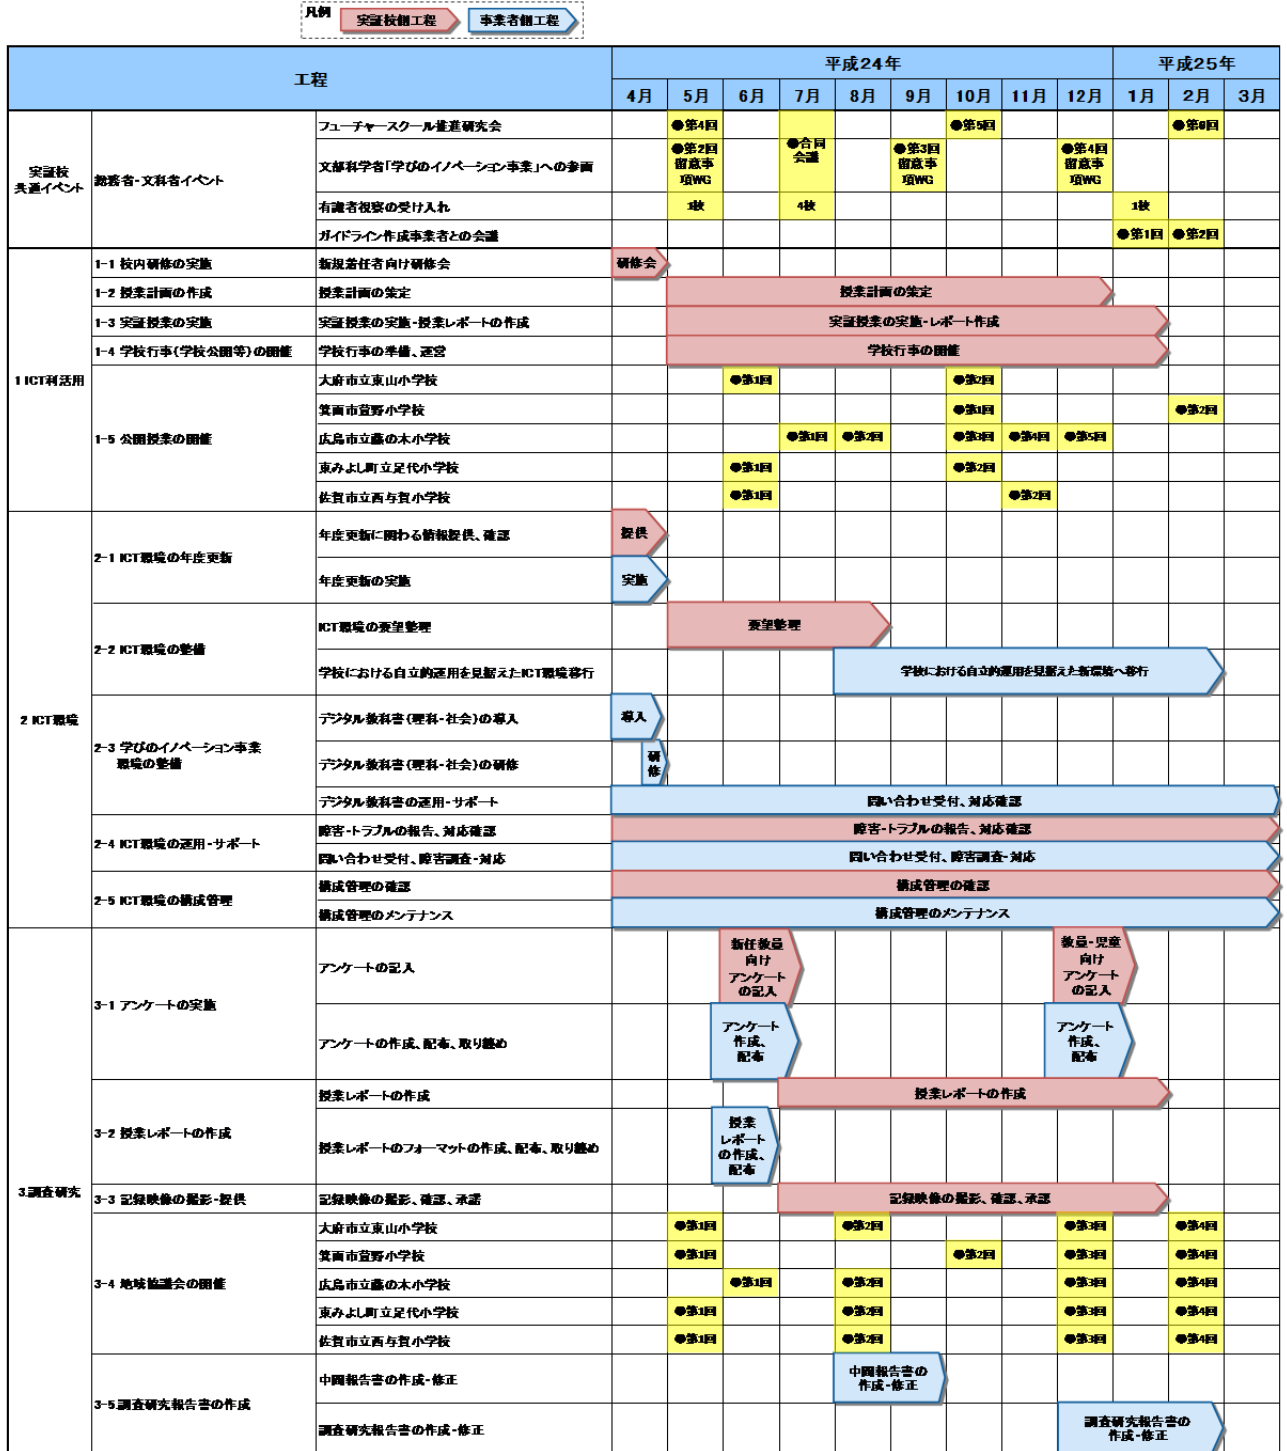 凡例 実証校側工程 事業者側工程
工程 平成24年 平成25年
4月 5月 6月 7月 8月 9月 10月 11月 12月 1月 2月 3月
実証校
共通イベント
総務省・文科省イベント
フューチャースクール推進研究会 ●第4回 ●第5回 ●第6回
●合同
会議
文部科学省「学びのイノベーション事業」への参画
●第2回
留意事
項WG
●第3回
留意事
項WG
●第4回
留意事
項WG
有識者視察の受け入れ 1校 4校 1校
ガイドライン作成事業者との会議 ●第1回 ●第2回
1 ICT利活用
1-1 校内研修の実施 新規着任者向け研修会 研修会
1-2 授業計画の作成 授業計画の策定 授業計画の策定
1-3 実証授業の実施 実証授業の実施・授業レポートの作成 実証授業の実施・レポート作成
1-4 学校行事(学校公開等)の開催 学校行事の準備、運営 学校行事の開催
1-5 公開授業の開催
大府市立東山小学校 ●第1回 ●第2回
箕面市萱野小学校 ●第1回 ●第2回
広島市立藤の木小学校 ●第1回 ●第2回 ●第3回 ●第4回 ●第5回
東みよし町立足代小学校 ●第1回 ●第2回
佐賀市立西与賀小学校 ●第1回 ●第2回
2 ICT環境
2-1 ICT環境の年度更新
年度更新に関わる情報提供、確認 提供
年度更新の実施 実施
2-2 ICT環境の整備
ICT環境の要望整理 要望整理
学校における自立的運用を見据えたICT環境移行 学校における自立的運用を見据えた新環境へ移行
2-3 学びのイノベーション事業
環境の整備
デジタル教科書(理科・社会)の導入 導入
デジタル教科書(理科・社会)の研修 研
修
デジタル教科書の運用・サポート 問い合わせ受付、対応確認
2-4 ICT環境の運用・サポート
障害・トラブルの報告、対応確認 障害・トラブルの報告、対応確認
問い合わせ受付、障害調査・対応 問い合わせ受付、障害調査・対応
2-5 ICT環境の構成管理
構成管理の確認 構成管理の確認
構成管理のメンテナンス 構成管理のメンテナンス
3.調査研究
3-1 アンケートの実施
アンケートの記入
新任教員
向け
アンケート
の記入
教員・児童
向け
アンケート
の記入
アンケートの作成、配布、取り纏め
アンケート
作成、
配布
アンケート
作成、
配布
3-2 授業レポートの作成
授業レポートの作成 授業レポートの作成
授業レポートのフォーマットの作成、配布、取り纏め
授業
レポート
の作成、
配布
3-3 記録映像の撮影・提供 記録映像の撮影、確認、承諾 記録映像の撮影、確認、承認
3-4 地域協議会の開催
大府市立東山小学校 ●第1回 ●第2回 ●第3回 ●第4回
箕面市萱野小学校 ●第1回 ●第2回 ●第3回 ●第4回
広島市立藤の木小学校 ●第1回 ●第2回 ●第3回 ●第4回
東みよし町立足代小学校 ●第1回 ●第2回 ●第3回 ●第4回
佐賀市立西与賀小学校 ●第1回 ●第2回 ●第3回 ●第4回
3-5.調査研究報告書の作成
中間報告書の作成・修正
中間報告書の
作成・修正
調査研究報告書の作成・修正
調査研究報告書の
作成・修正